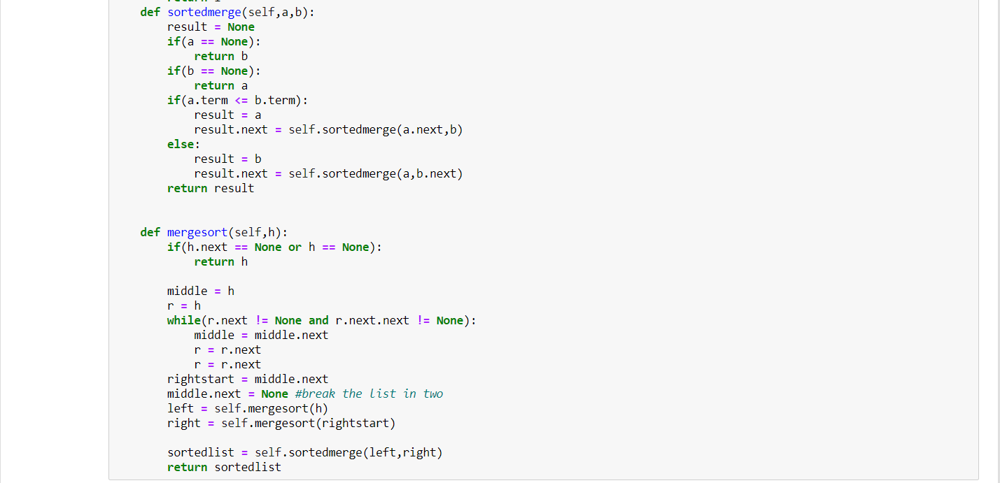 def sortedmerge(self,a,b):
    result = None
    if(a == None):
        return b
    if(b == None):
        return a
    if(a.term <= b.term):
        result = a
        result.next = self.sortedmerge(a.next,b)
    else:
        result = b
        result.next = self.sortedmerge(a,b.next)
    return result
def mergesort(self,h):
    if(h.next == None or h == None):
        return h
    middle = h
    r = h
    while(r.next != None and r.next.next != None):
        middle = middle.next
        r = r.next
        r = r.next
    rightstart = middle.next
    middle.next = None #break the list in two
    left = self.mergesort(h)
    right = self.mergesort(rightstart)
    sortedlist = self.sortedmerge(left,right)
    return sortedlist